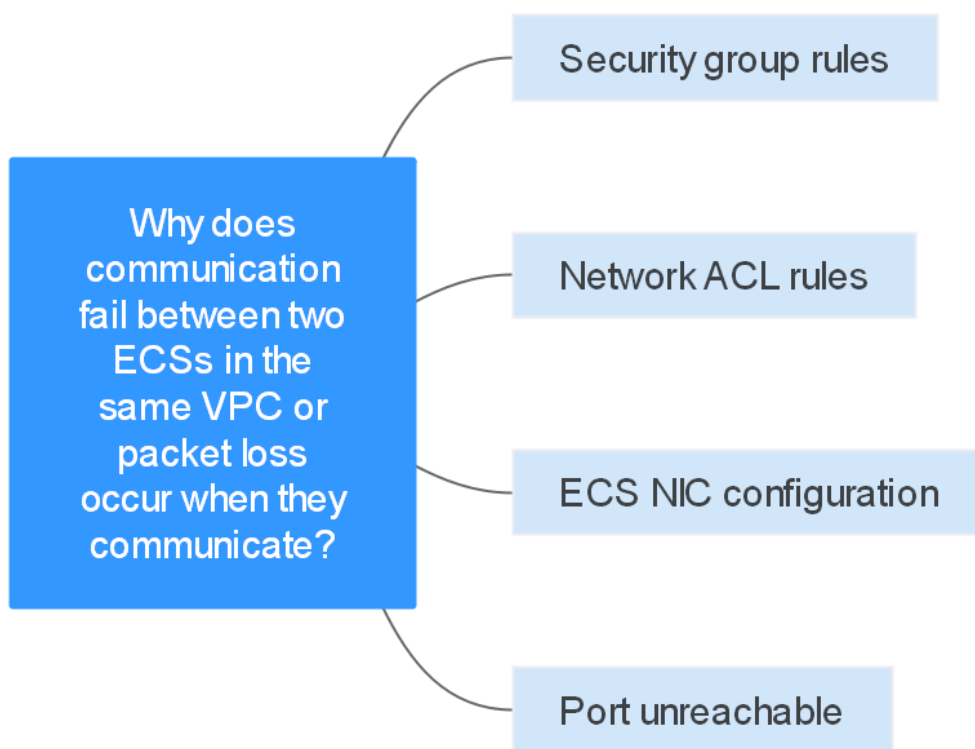 Why does
communication
fail between two
ECSs in the
same VPC or
packet loss
occur when they
communicate?
Security group rules
Network ACL rules
ECS NIC configuration
Port unreachable